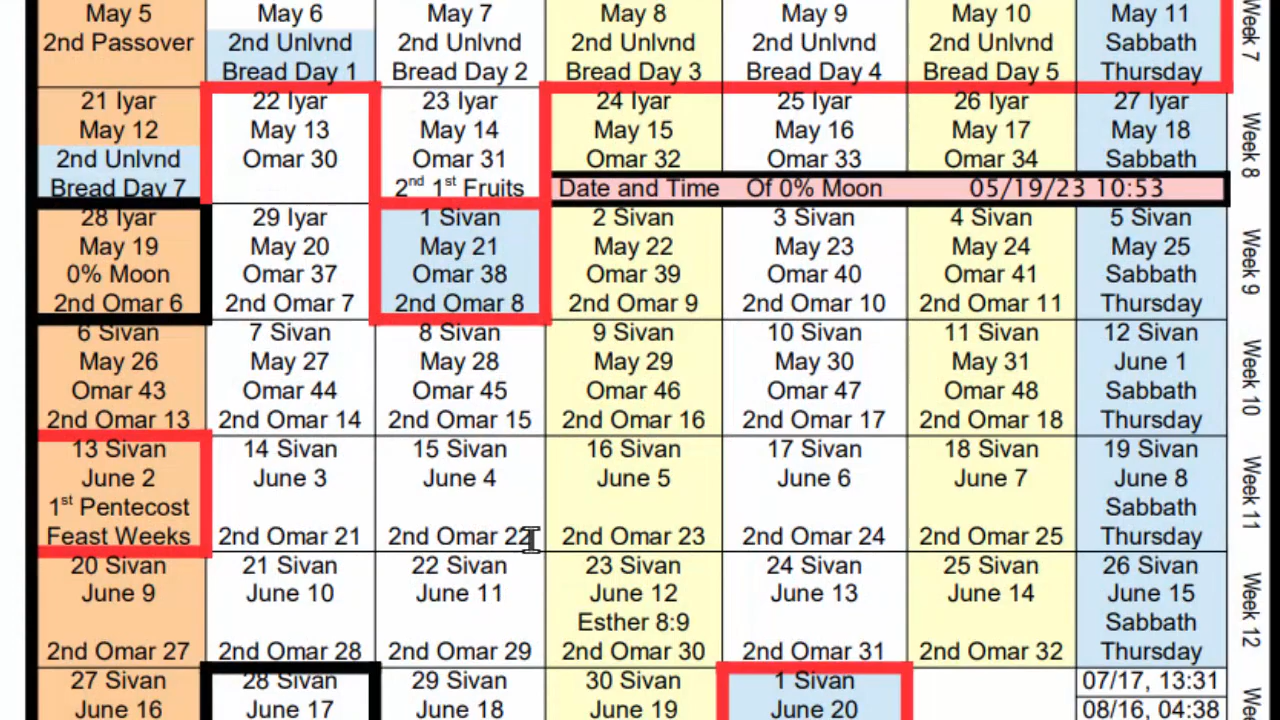 May 5 May 6 May 7 May 8 May 9 May 10 May 11
2nd Passover 2nd Unlvnd 2nd Unlvnd 2nd Unlvnd 2nd Unlvnd 2nd Unlvnd Sabbath
Bread Day 1 Bread Day 2 Bread Day 3 Bread Day 4 Bread Day 5 Thursday
Week 7
21 Iyar 22 Iyar 23 Iyar 24 Iyar 25 Iyar 26 Iyar 27 Iyar
May 12 May 13 May 14 May 15 May 16 May 17 May 18
2nd Unlvnd Omar 30 Omar 31 Omar 32 Omar 33 Omar 34 Sabbath
Bread Day 7 2nd 1st Fruits Date and Time Of 0% Moon 05/19/23 10:53
Week 8
28 Iyar 29 Iyar 1 Sivan 2 Sivan 3 Sivan 4 Sivan 5 Sivan
May 19 May 20 May 21 May 22 May 23 May 24 May 25
0% Moon Omar 37 Omar 38 Omar 39 Omar 40 Omar 41 Sabbath
2nd Omar 6 2nd Omar 7 2nd Omar 8 2nd Omar 9 2nd Omar 10 2nd Omar 11 Thursday
Week 9
6 Sivan 7 Sivan 8 Sivan 9 Sivan 10 Sivan 11 Sivan 12 Sivan
May 26 May 27 May 28 May 29 May 30 May 31 June 1
Omar 43 Omar 44 Omar 45 Omar 46 Omar 47 Omar 48 Sabbath
2nd Omar 13 2nd Omar 14 2nd Omar 15 2nd Omar 16 2nd Omar 17 2nd Omar 18 Thursday
Week 10
13 Sivan 14 Sivan 15 Sivan 16 Sivan 17 Sivan 18 Sivan 19 Sivan
June 2 June 3 June 4 June 5 June 6 June 7 June 8
1st Pentecost Sabbath
Feast Weeks 2nd Omar 21 2nd Omar 22 2nd Omar 23 2nd Omar 24 2nd Omar 25 Thursday
Week 11
20 Sivan 21 Sivan 22 Sivan 23 Sivan 24 Sivan 25 Sivan 26 Sivan
June 9 June 10 June 11 June 12 June 13 June 14 June 15
Esther 8:9 Sabbath
2nd Omar 27 2nd Omar 28 2nd Omar 29 2nd Omar 30 2nd Omar 31 2nd Omar 32 Thursday
Week 12
27 Sivan 28 Sivan 29 Sivan 30 Sivan 1 Sivan 07/17, 13:31
June 16 June 17 June 18 June 19 June 20 08/16, 04:38